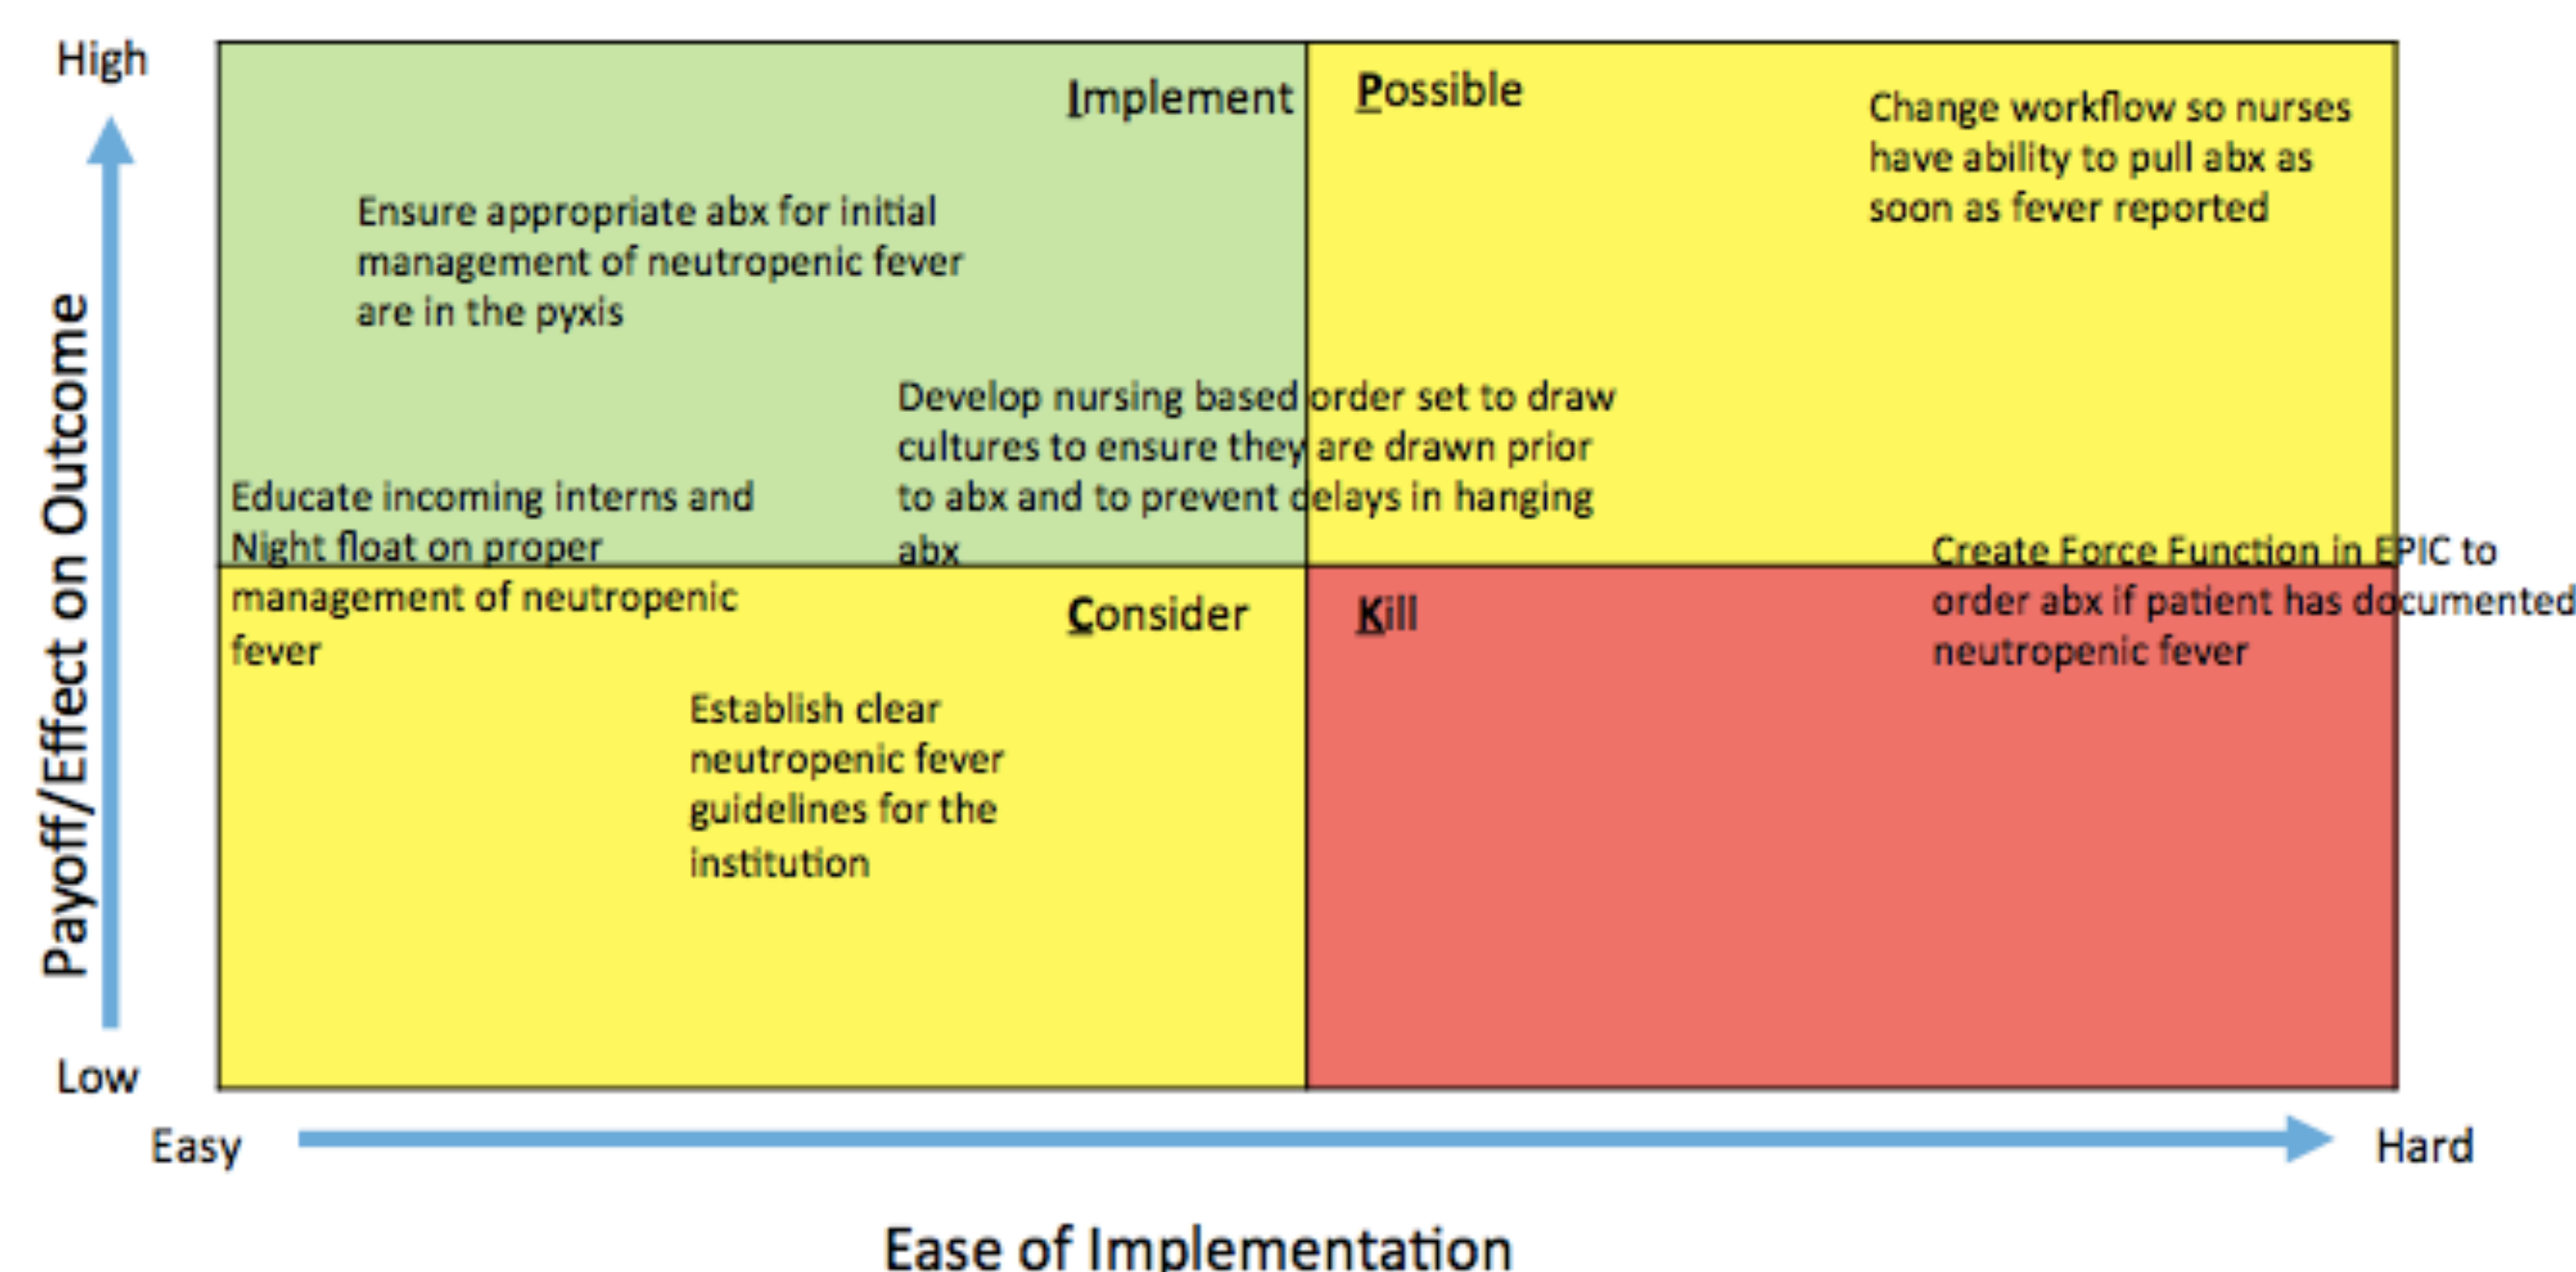 High
Implement
Possible
Change workflow so nurses
have ability to pull abx as
soon as fever reported
Ensure appropriate abx for initial
management of neutropenic fever
are in the pyxis
Develop nursing based order set to draw
cultures to ensure they are drawn prior
to abx and to prevent delays in hanging
abx
Educate incoming interns and
Night float on proper
management of neutropenic
fever
Create Force Function in EPIC to
order abx if patient has documented
neutropenic fever
Consider
Kill
Establish clear
neutropenic fever
guidelines for the
institution
Payoff/Effect on Outcome
Low
Easy
Hard
Ease of Implementation